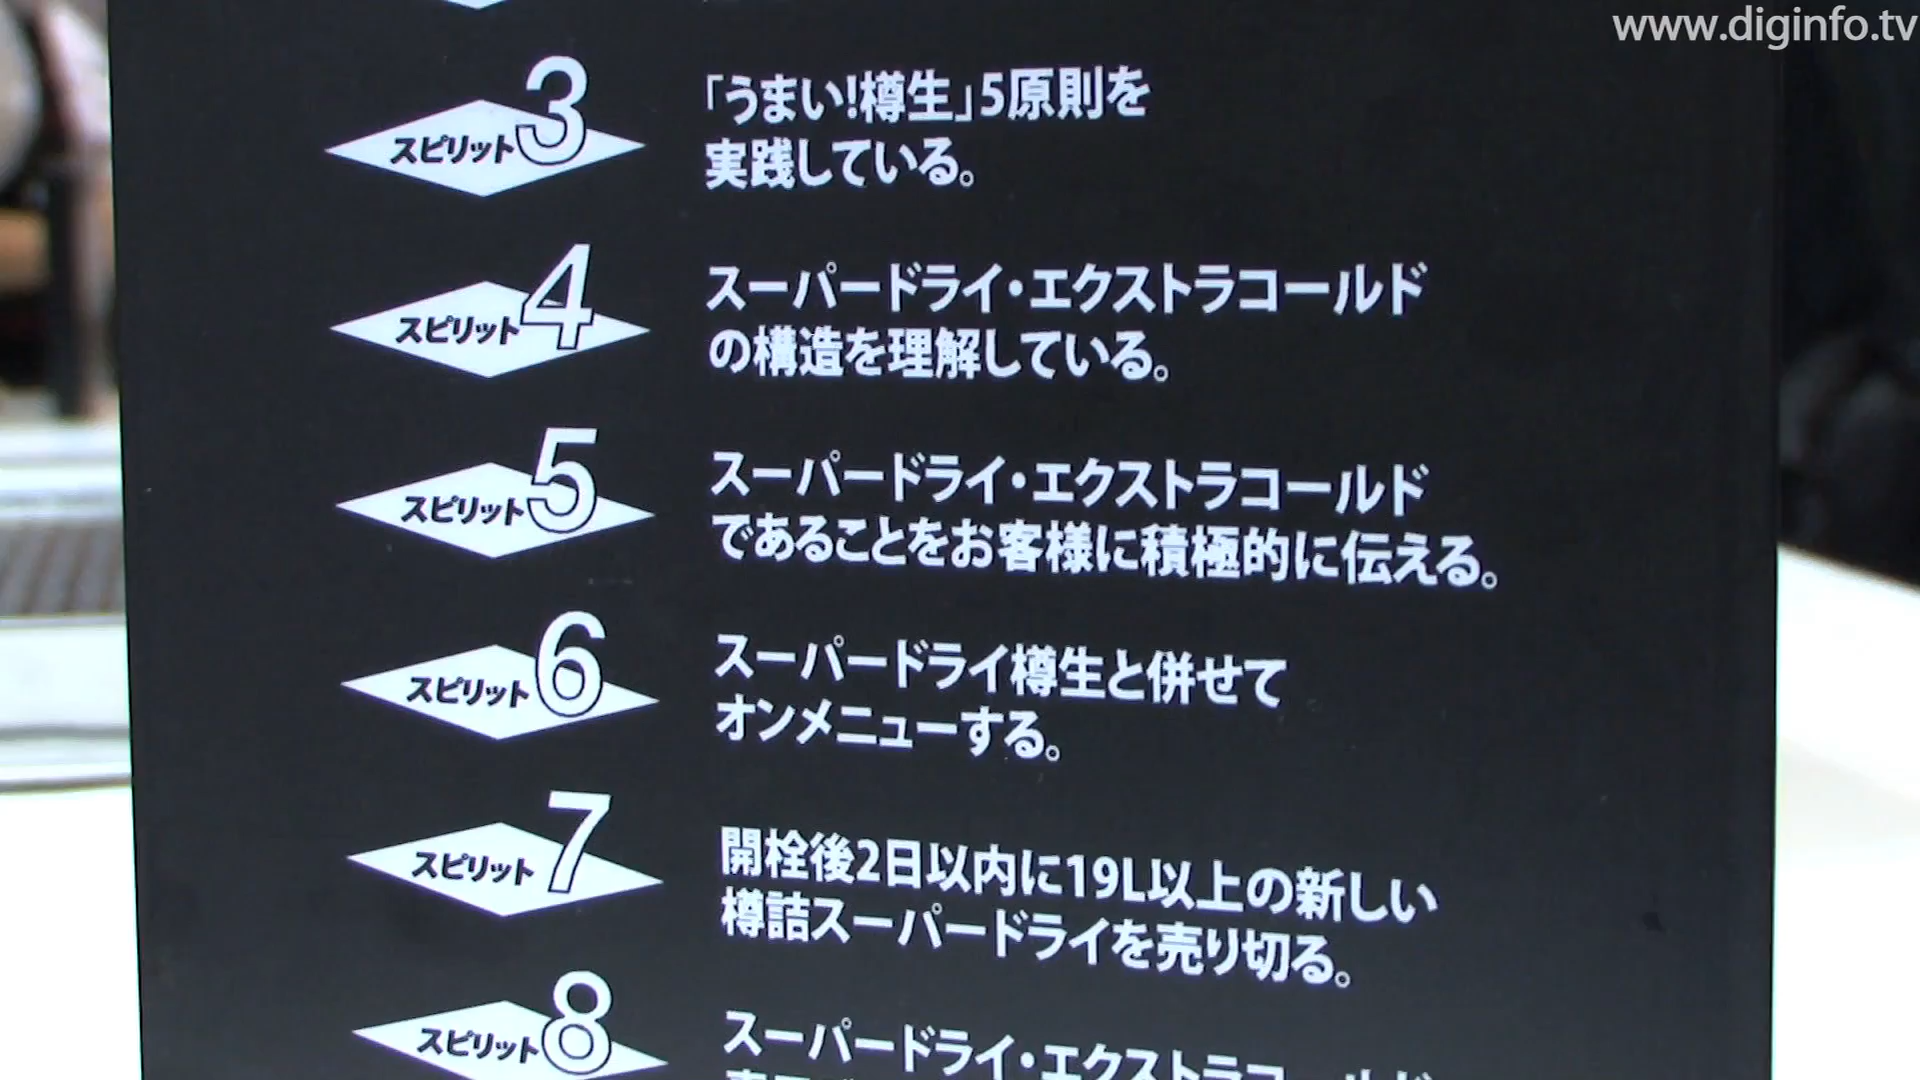 www.diginfo.tv
スピリット3
「うまい!樽生」5原則を
実践している。
スピリット4
スーパードライ・エクストラコールド
の構造を理解している。
スピリット5
スーパードライ・エクストラコールド
であることをお客様に積極的に伝える。
スピリット6
スーパードライ樽生と併せて
オンメニューする。
スピリット7
開栓後2日以内に19L以上の新しい
樽詰スーパードライを売り切る。
スピリット8
スーパードライ・エクストラコールド